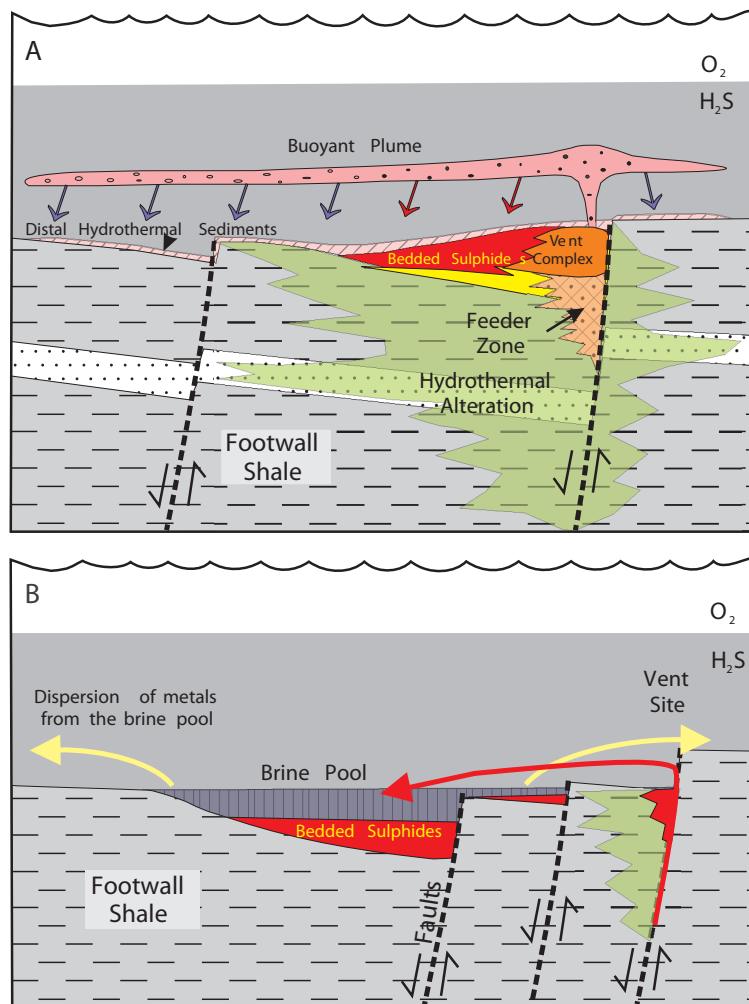 A
O₂
H₂S
Buoyant Plume
Distal Hydrothermal Sediments
Vent
Complex
Bedded Sulphides
Feeder
Zone
Hydrothermal
Alteration
Footwall
Shale
B
O₂
H₂S
Vent
Site
Dispersion of metals
from the brine pool
Brine Pool
Bedded Sulphides
Footwall
Shale
Faults